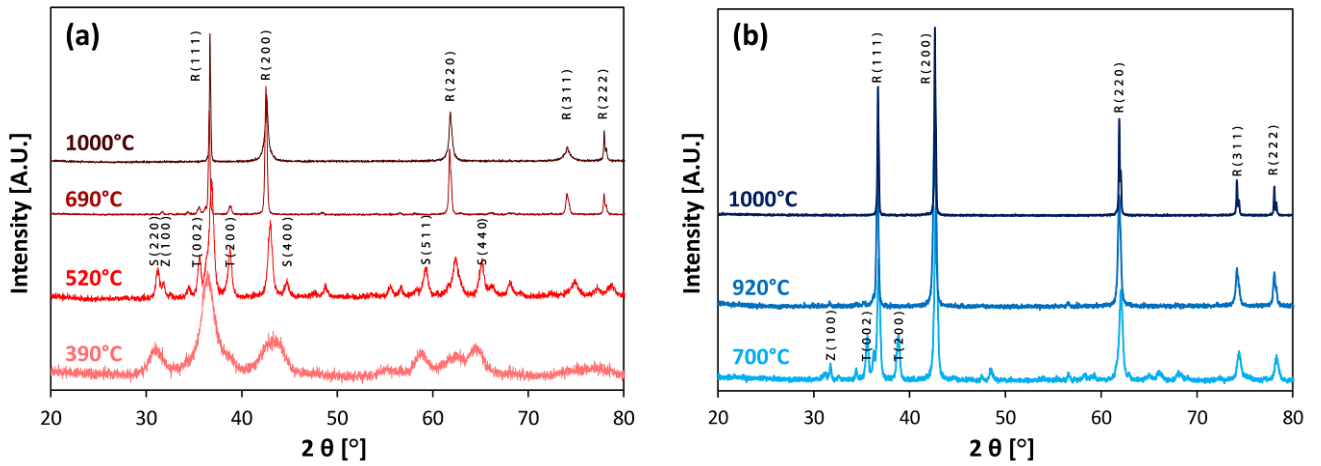 (a)
R(111)
R(200)
R(220)
R(311)
R(222)
1000°C
690°C
S(220)
Z(100)
T(002)
T(200)
S(400)
S(511)
S(440)
520°C
390°C
Intensity [A.U.]
20 30 40 50 60 70 80
2 θ [°]
(b)
R(111)
R(200)
R(220)
R(311)
R(222)
1000°C
920°C
Z(100)
T(002)
T(200)
700°C
Intensity [A.U.]
20 30 40 50 60 70 80
2 θ [°]